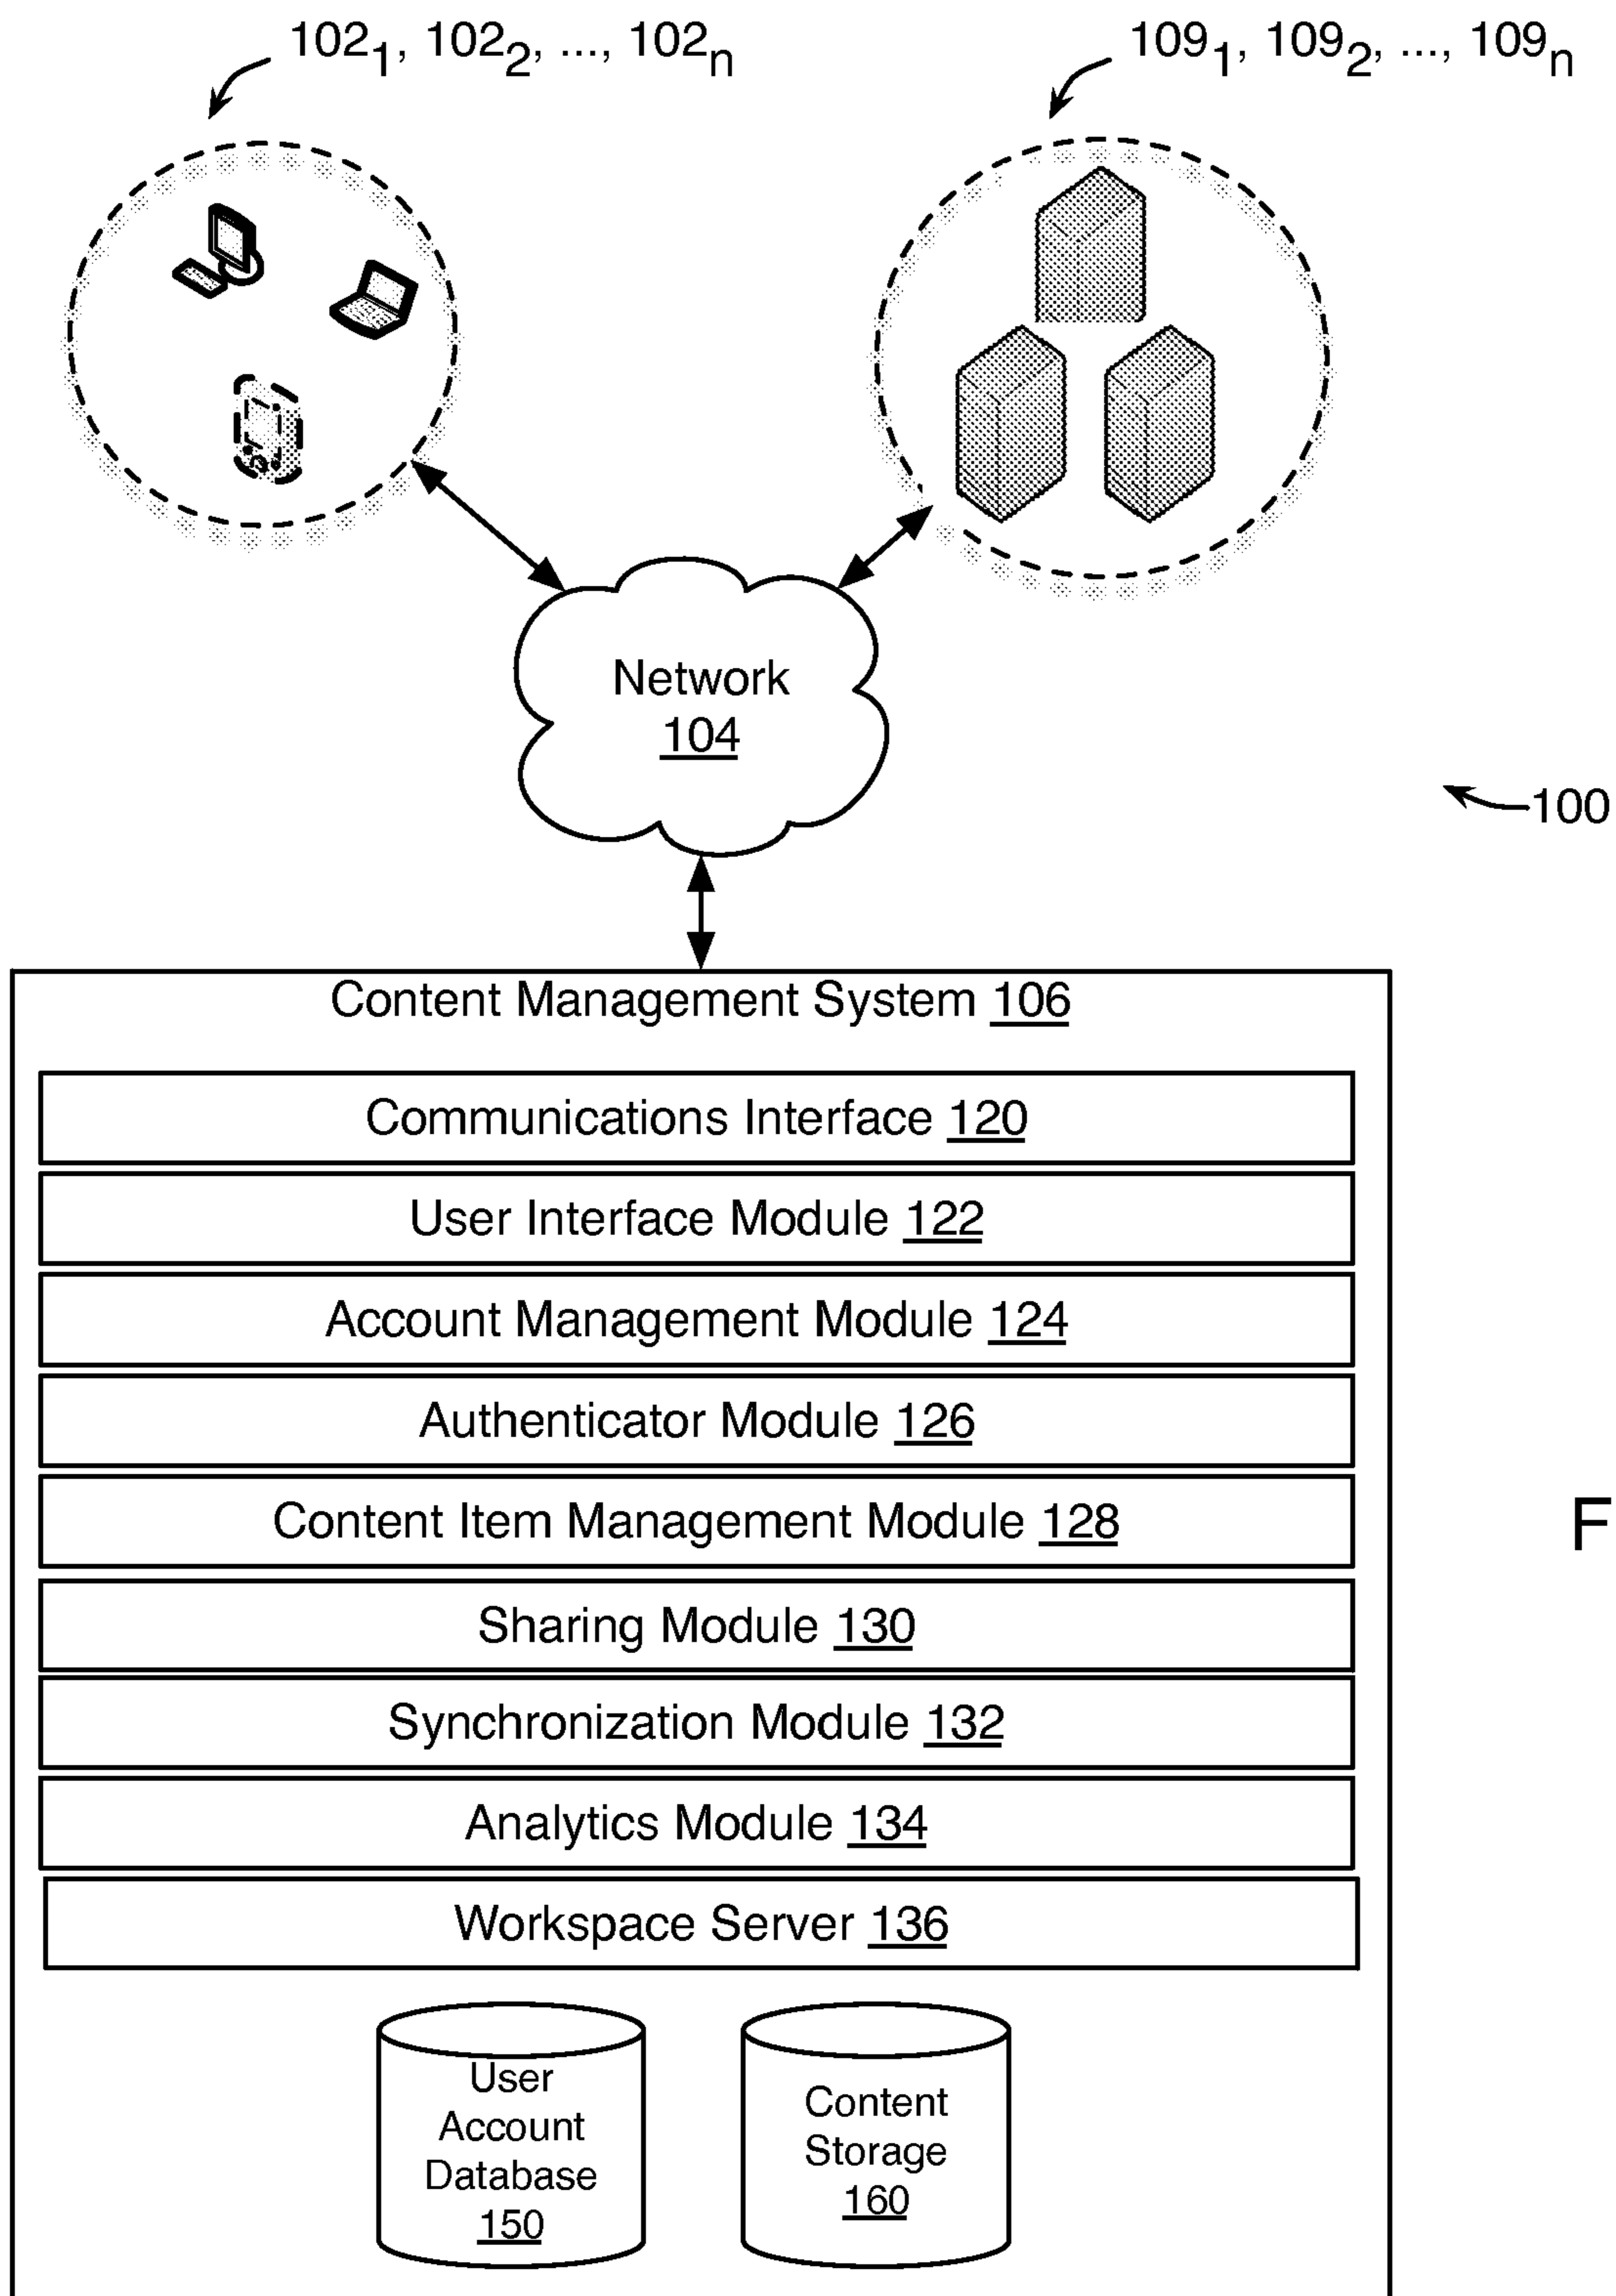 102₁, 102₂, ..., 102ₙ
109₁, 109₂, ..., 109ₙ
Network
104
100
Content Management System 106
Communications Interface 120
User Interface Module 122
Account Management Module 124
Authenticator Module 126
Content Item Management Module 128
F
Sharing Module 130
Synchronization Module 132
Analytics Module 134
Workspace Server 136
User
Account
Database
150
Content
Storage
160